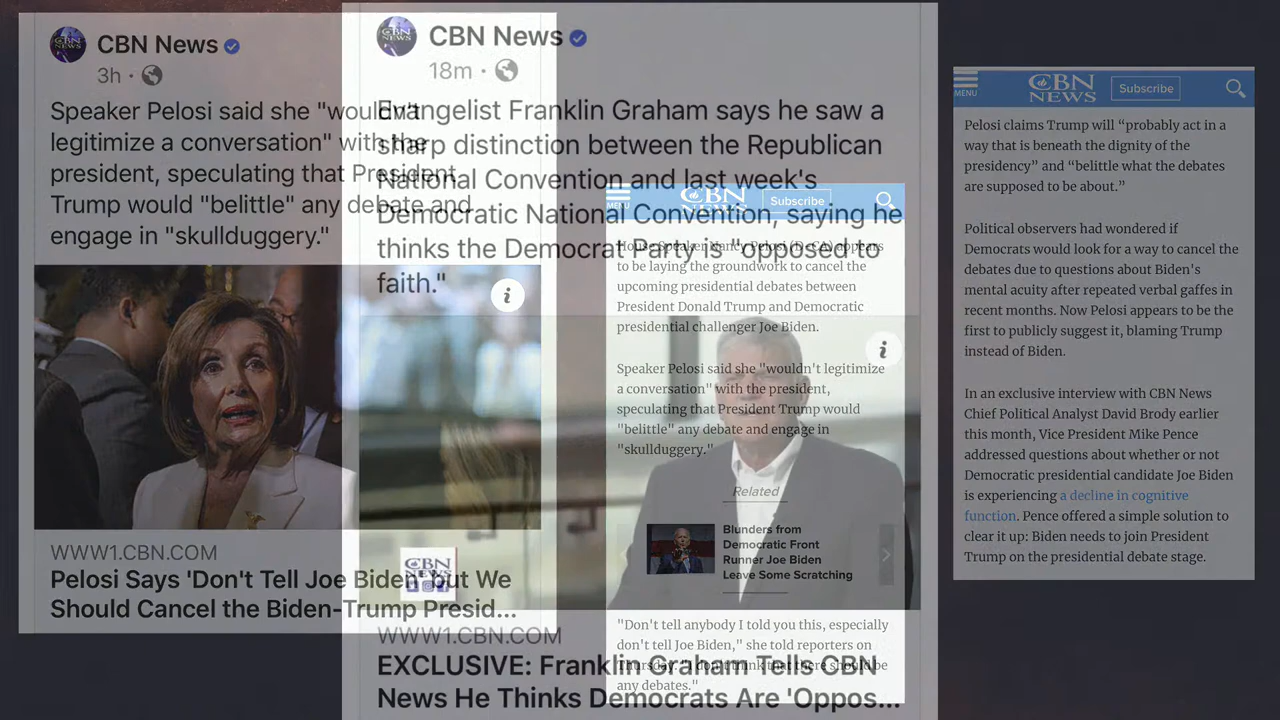 CBN News
3h
Speaker Pelosi said she "wouldn't
legitimize a conversation" with the
president, speculating that President
Trump would "belittle" any debate and
engage in "skullduggery."
WWW1.CBN.COM
Pelosi Says 'Don't Tell Joe Biden' but We
Should Cancel the Biden-Trump Presid...
CBN News
18m
Evangelist Franklin Graham says he saw a
sharp distinction between the Republican
National Convention and last week's
Democratic National Convention, saying he
thinks the Democrat Party is "opposed to
faith."
CBN
NEWS
WWW1.CBN.COM
EXCLUSIVE: Franklin Graham Tells CBN
News He Thinks Democrats Are 'Oppos...
MENU
CBN
NEWS
Subscribe
House Speaker Nancy Pelosi (D-CA) appears
to be laying the groundwork to cancel the
upcoming presidential debates between
President Donald Trump and Democratic
presidential challenger Joe Biden.
Speaker Pelosi said she "wouldn't legitimize
a conversation" with the president,
speculating that President Trump would
"belittle" any debate and engage in
"skullduggery."
Related
Blunders from
Democratic Front
Runner Joe Biden
Leave Some Scratching
"Don't tell anybody I told you this, especially
don't tell Joe Biden," she told reporters on
Thursday. "I don't think that there should be
any debates."
MENU
CBN
NEWS
Subscribe
Pelosi claims Trump will “probably act in a
way that is beneath the dignity of the
presidency” and “belittle what the debates
are supposed to be about.”
Political observers had wondered if
Democrats would look for a way to cancel the
debates due to questions about Biden's
mental acuity after repeated verbal gaffes in
recent months. Now Pelosi appears to be the
first to publicly suggest it, blaming Trump
instead of Biden.
In an exclusive interview with CBN News
Chief Political Analyst David Brody earlier
this month, Vice President Mike Pence
addressed questions about whether or not
Democratic presidential candidate Joe Biden
is experiencing a decline in cognitive
function. Pence offered a simple solution to
clear it up: Biden needs to join President
Trump on the presidential debate stage.